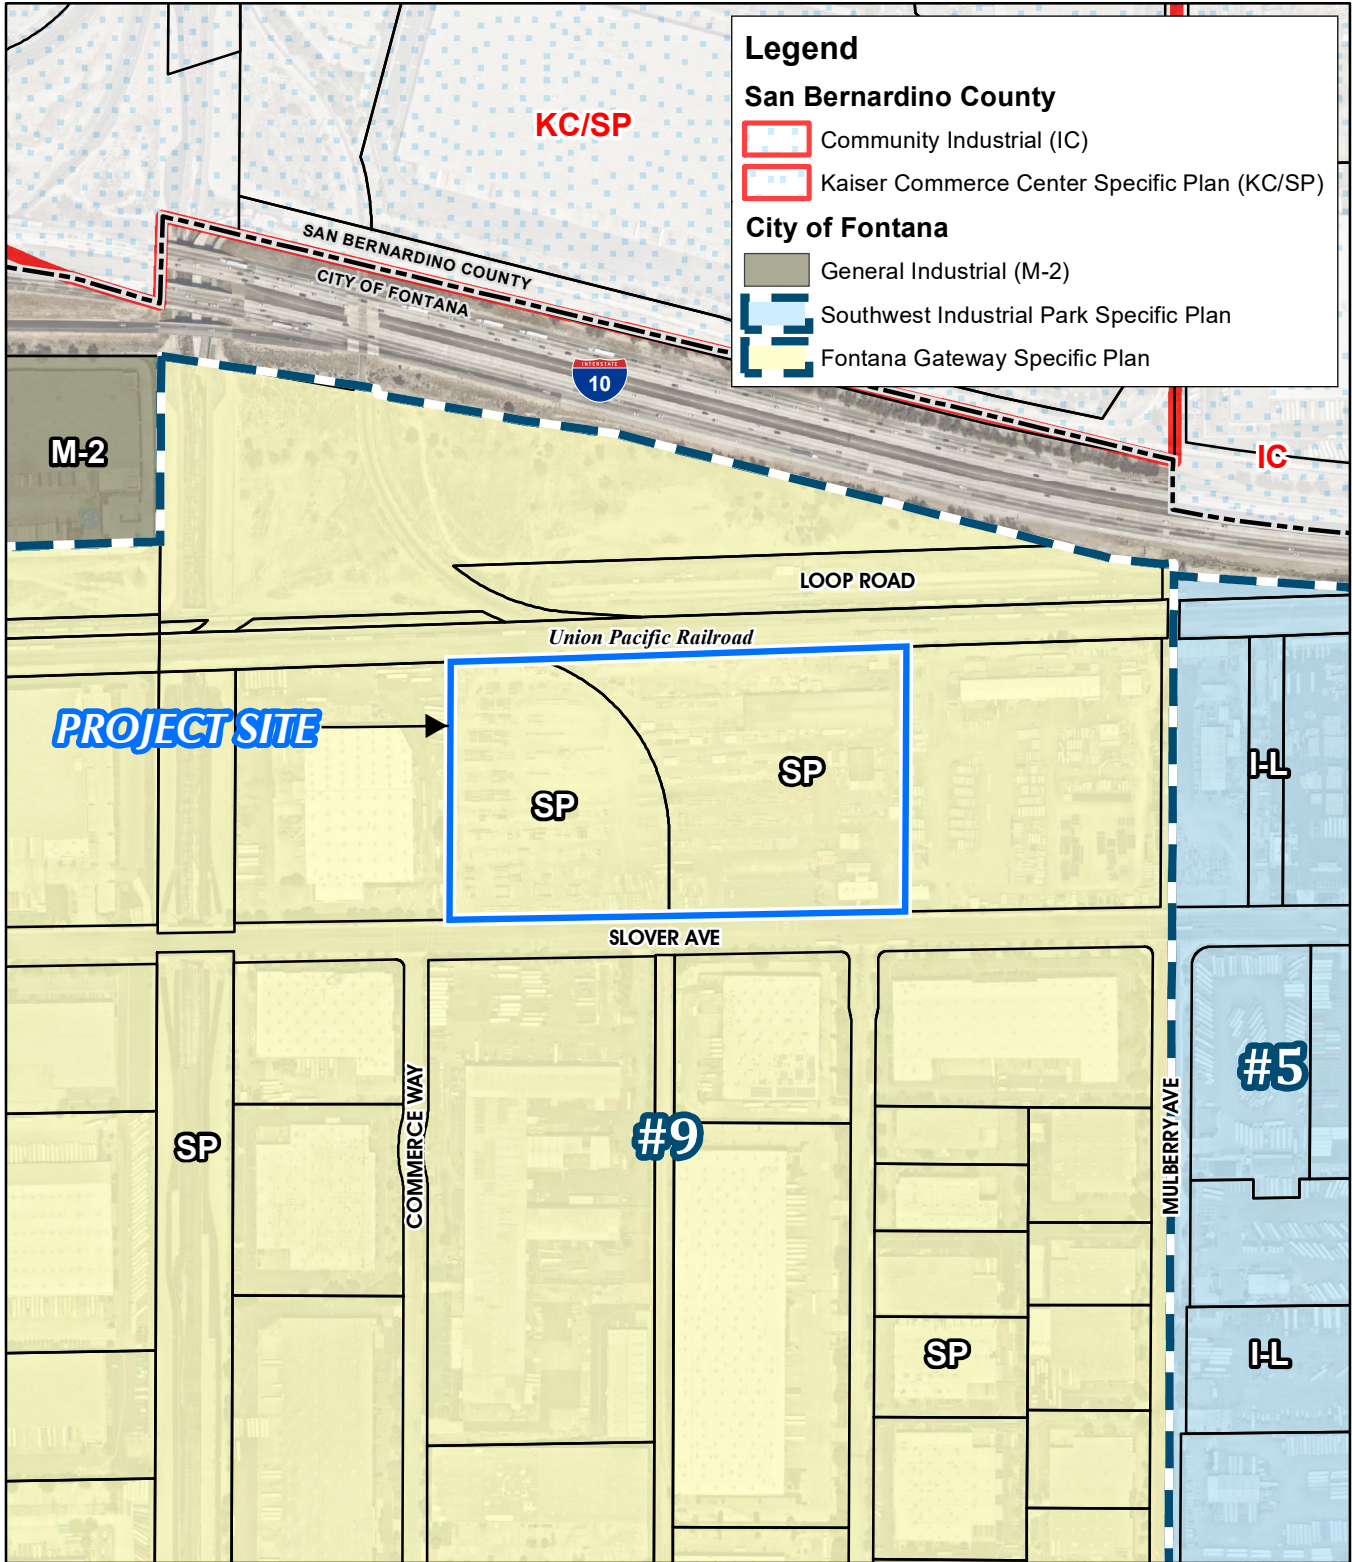 Legend
San Bernardino County
Community Industrial (IC)
Kaiser Commerce Center Specific Plan (KC/SP)
City of Fontana
General Industrial (M-2)
Southwest Industrial Park Specific Plan
Fontana Gateway Specific Plan
KC/SP
SAN BERNARDINO COUNTY
CITY OF FONTANA
INTERSTATE
10
M-2
IC
LOOP ROAD
Union Pacific Railroad
PROJECT SITE
SP
SP
I-L
SLOVER AVE
#5
COMMERCE WAY
#9
MULBERRY AVE
SP
SP
I-L